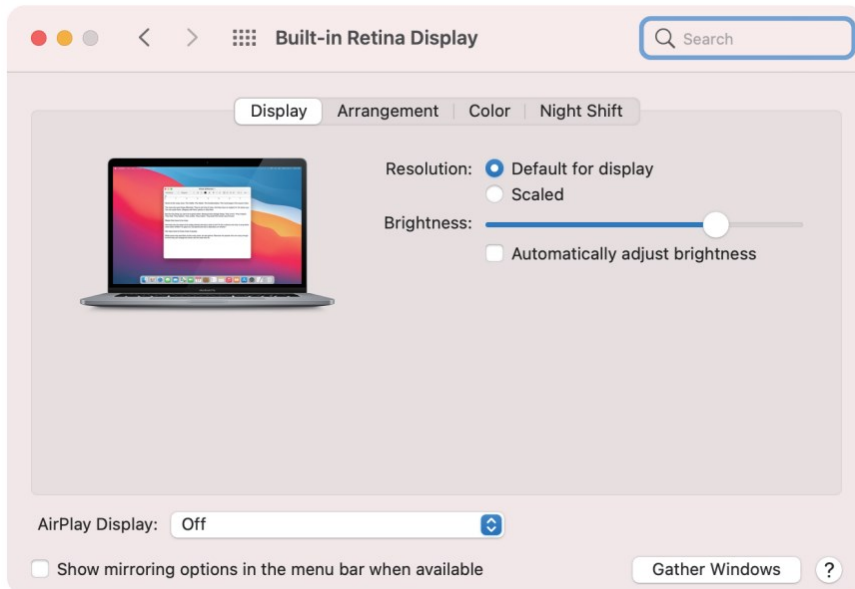 Built-in Retina Display
Search
Display Arrangement Color Night Shift
Resolution: Default for display
Scaled
Brightness:
Automatically adjust brightness
AirPlay Display: Off
Show mirroring options in the menu bar when available
Gather Windows ?